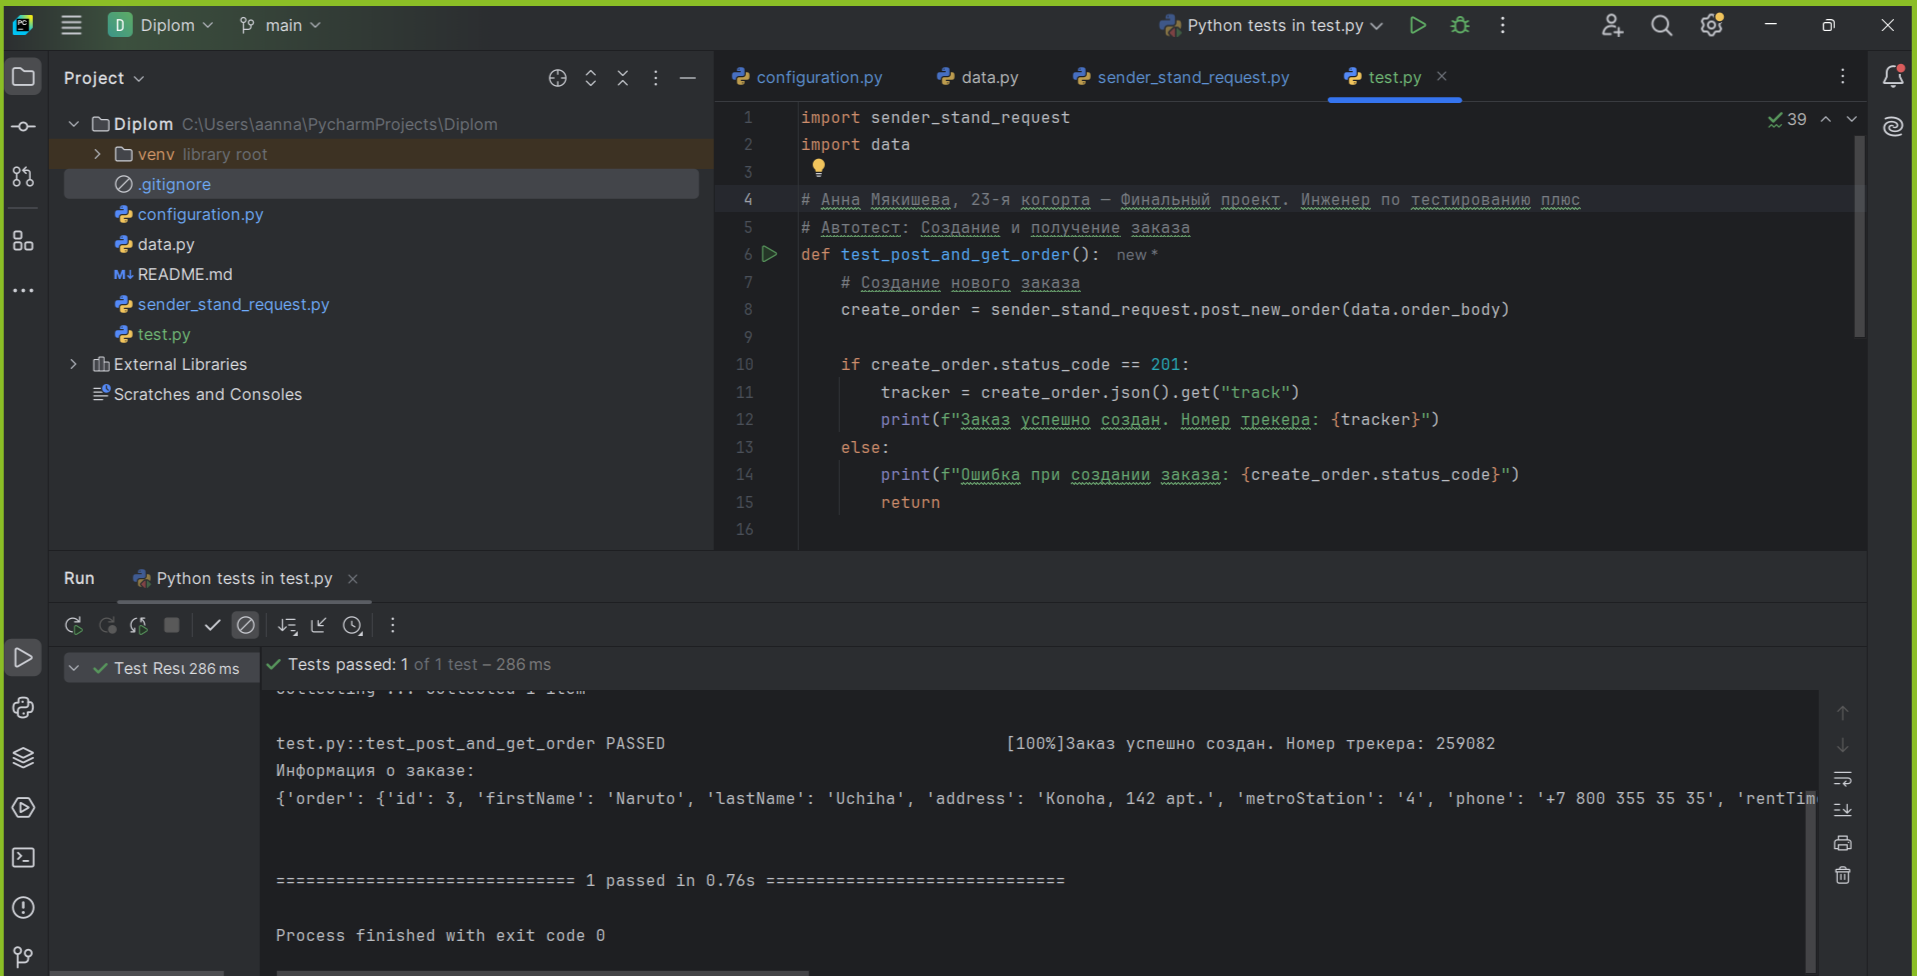 PC
D Diplom main Python tests in test.py
Project
configuration.py data.py sender_stand_request.py test.py
Diplom C:\Users\aanna\PycharmProjects\Diplom
venv library root
.gitignore
configuration.py
data.py
M↓ README.md
sender_stand_request.py
test.py
External Libraries
Scratches and Consoles
39
1 import sender_stand_request
2 import data
3
4 # Анна Мякишева, 23-я когорта — Финальный проект. Инженер по тестированию плюс
5 # Автотест: Создание и получение заказа
6 def test_post_and_get_order(): new *
7 # Создание нового заказа
8 create_order = sender_stand_request.post_new_order(data.order_body)
9
10 if create_order.status_code == 201:
11 tracker = create_order.json().get("track")
12 print(f"Заказ успешно создан. Номер трекера: {tracker}")
13 else:
14 print(f"Ошибка при создании заказа: {create_order.status_code}")
15 return
16
Run Python tests in test.py
Test Resu 286 ms
Tests passed: 1 of 1 test – 286 ms
collecting ... collected 1 item
test.py::test_post_and_get_order PASSED [100%]Заказ успешно создан. Номер трекера: 259082
Информация о заказе:
{'order': {'id': 3, 'firstName': 'Naruto', 'lastName': 'Uchiha', 'address': 'Konoha, 142 apt.', 'metroStation': '4', 'phone': '+7 800 355 35 35', 'rentTim
============================== 1 passed in 0.76s ==============================
Process finished with exit code 0